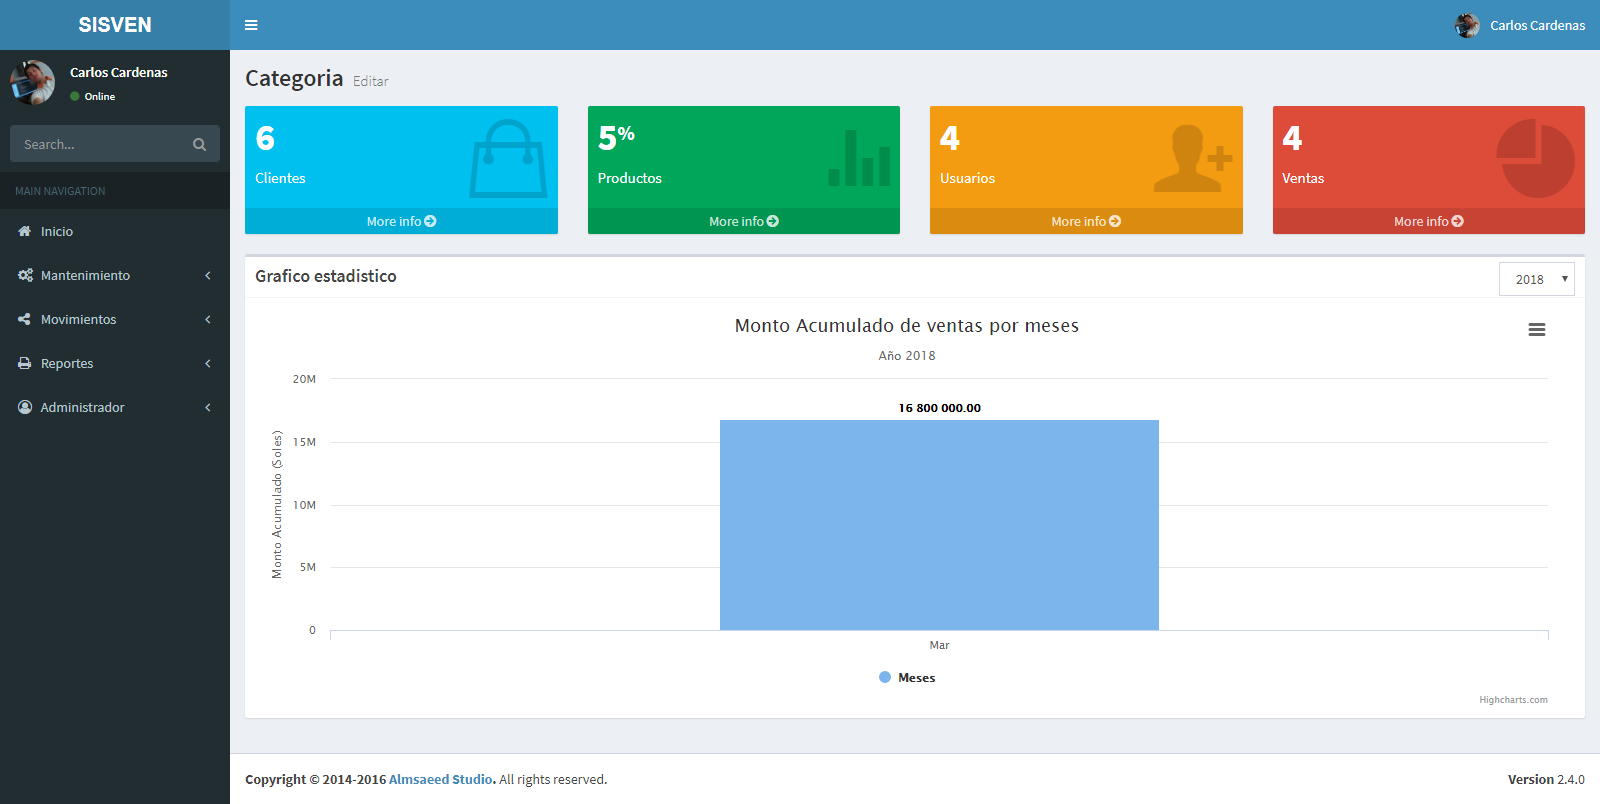 SISVEN
Carlos Cardenas
Carlos Cardenas
Online
Search...
MAIN NAVIGATION
Inicio
Mantenimiento
Movimientos
Reportes
Administrador
Categoria Editar
6
Clientes
More info
5%
Productos
More info
4
Usuarios
More info
4
Ventas
More info
Grafico estadistico
2018
Monto Acumulado de ventas por meses
Año 2018
Monto Acumulado (Soles)
20M
15M
10M
5M
0
16 800 000.00
Mar
Meses
Highcharts.com
Copyright © 2014-2016 Almsaeed Studio. All rights reserved.
Version 2.4.0